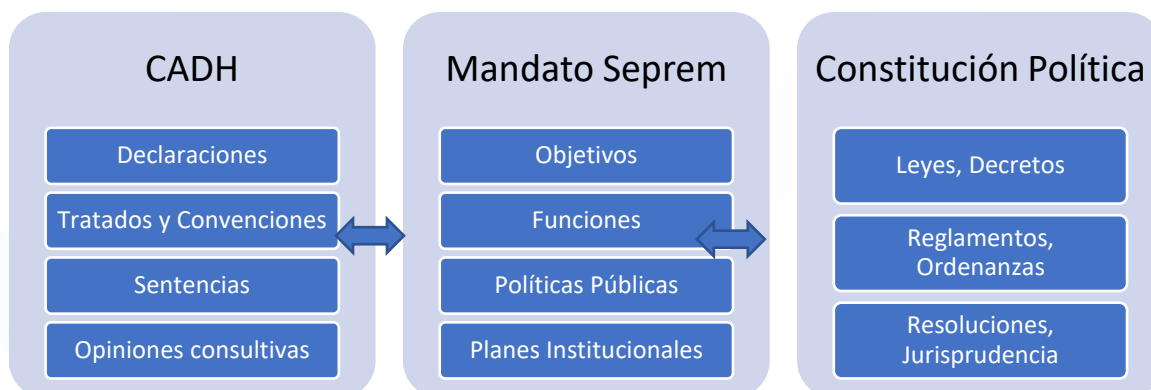 CADH
Declaraciones
Tratados y Convenciones
Sentencias
Opiniones consultivas
Mandato Seprem
Objetivos
Funciones
Políticas Públicas
Planes Institucionales
Constitución Política
Leyes, Decretos
Reglamentos,
Ordenanzas
Resoluciones,
Jurisprudencia